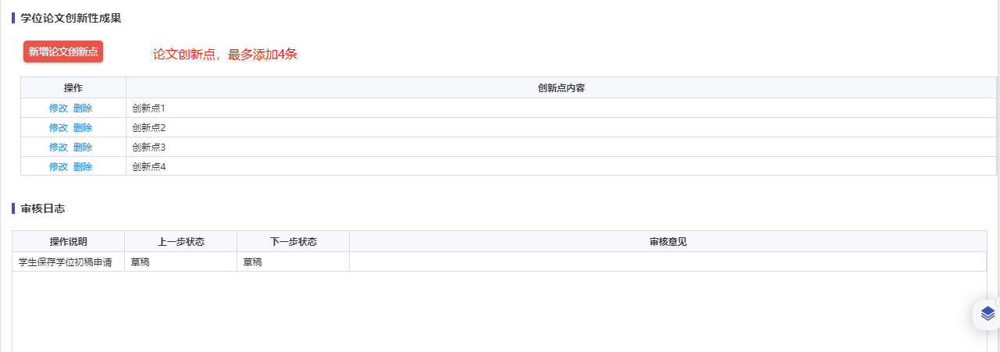 学位论文创新性成果
新增论文创新点
论文创新点，最多添加4条
操作 创新点内容
修改 删除 创新点1
修改 删除 创新点2
修改 删除 创新点3
修改 删除 创新点4
审核日志
操作说明 上一步状态 下一步状态 审核意见
学生保存学位初稿申请 草稿 草稿